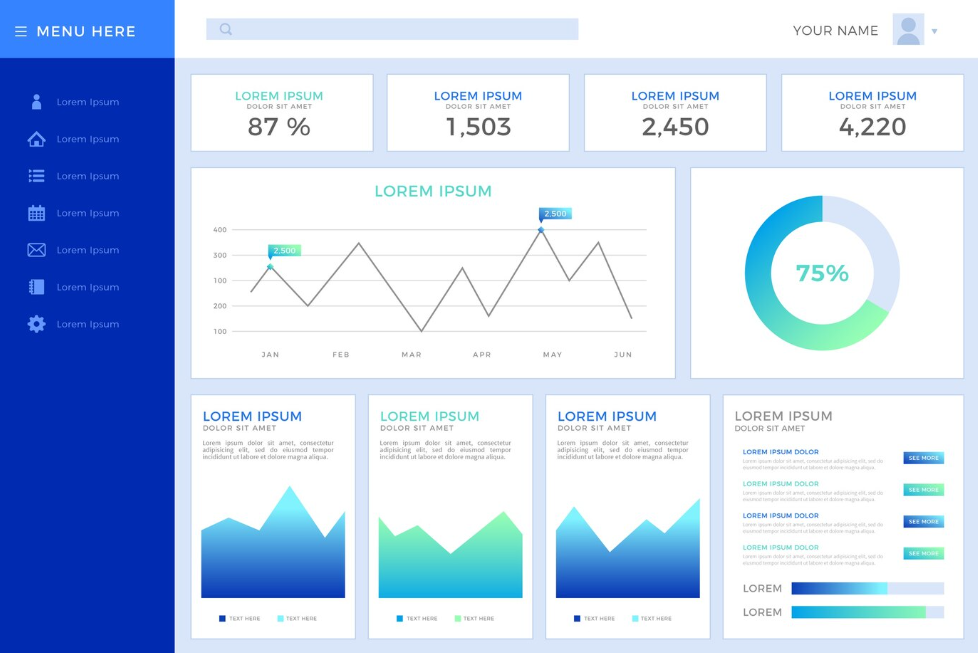 MENU HERE
YOUR NAME
Lorem Ipsum
Lorem Ipsum
Lorem Ipsum
Lorem Ipsum
Lorem Ipsum
Lorem Ipsum
Lorem Ipsum
LOREM IPSUM
DOLOR SIT AMET
87 %
LOREM IPSUM
DOLOR SIT AMET
1,503
LOREM IPSUM
DOLOR SIT AMET
2,450
LOREM IPSUM
DOLOR SIT AMET
4,220
LOREM IPSUM
2,500
2,500
400
300
100
200
100
JAN FEB MAR APR MAY JUN
75%
LOREM IPSUM
DOLOR SIT AMET
Lorem ipsum dolor sit amet, consectetur
adipisicing elit, sed do eiusmod tempor
incididunt ut labore et dolore magna aliqua.
TEXT HERE TEXT HERE
LOREM IPSUM
DOLOR SIT AMET
Lorem ipsum dolor sit amet, consectetur
adipisicing elit, sed do eiusmod tempor
incididunt ut labore et dolore magna aliqua.
TEXT HERE TEXT HERE
LOREM IPSUM
DOLOR SIT AMET
Lorem ipsum dolor sit amet, consectetur
adipisicing elit, sed do eiusmod tempor
incididunt ut labore et dolore magna aliqua.
TEXT HERE TEXT HERE
LOREM IPSUM
DOLOR SIT AMET
LOREM IPSUM DOLOR
Lorem ipsum dolor sit amet, consectetur adipisicing elit, sed do
eiusmod tempor incididunt ut labore et dolore magna aliqua.
SEE MORE
LOREM IPSUM DOLOR
Lorem ipsum dolor sit amet, consectetur adipisicing elit, sed do
eiusmod tempor incididunt ut labore et dolore magna aliqua.
SEE MORE
LOREM IPSUM DOLOR
Lorem ipsum dolor sit amet, consectetur adipisicing elit, sed do
eiusmod tempor incididunt ut labore et dolore magna aliqua.
SEE MORE
LOREM IPSUM DOLOR
Lorem ipsum dolor sit amet, consectetur adipisicing elit, sed do
eiusmod tempor incididunt ut labore et dolore magna aliqua.
SEE MORE
LOREM
LOREM